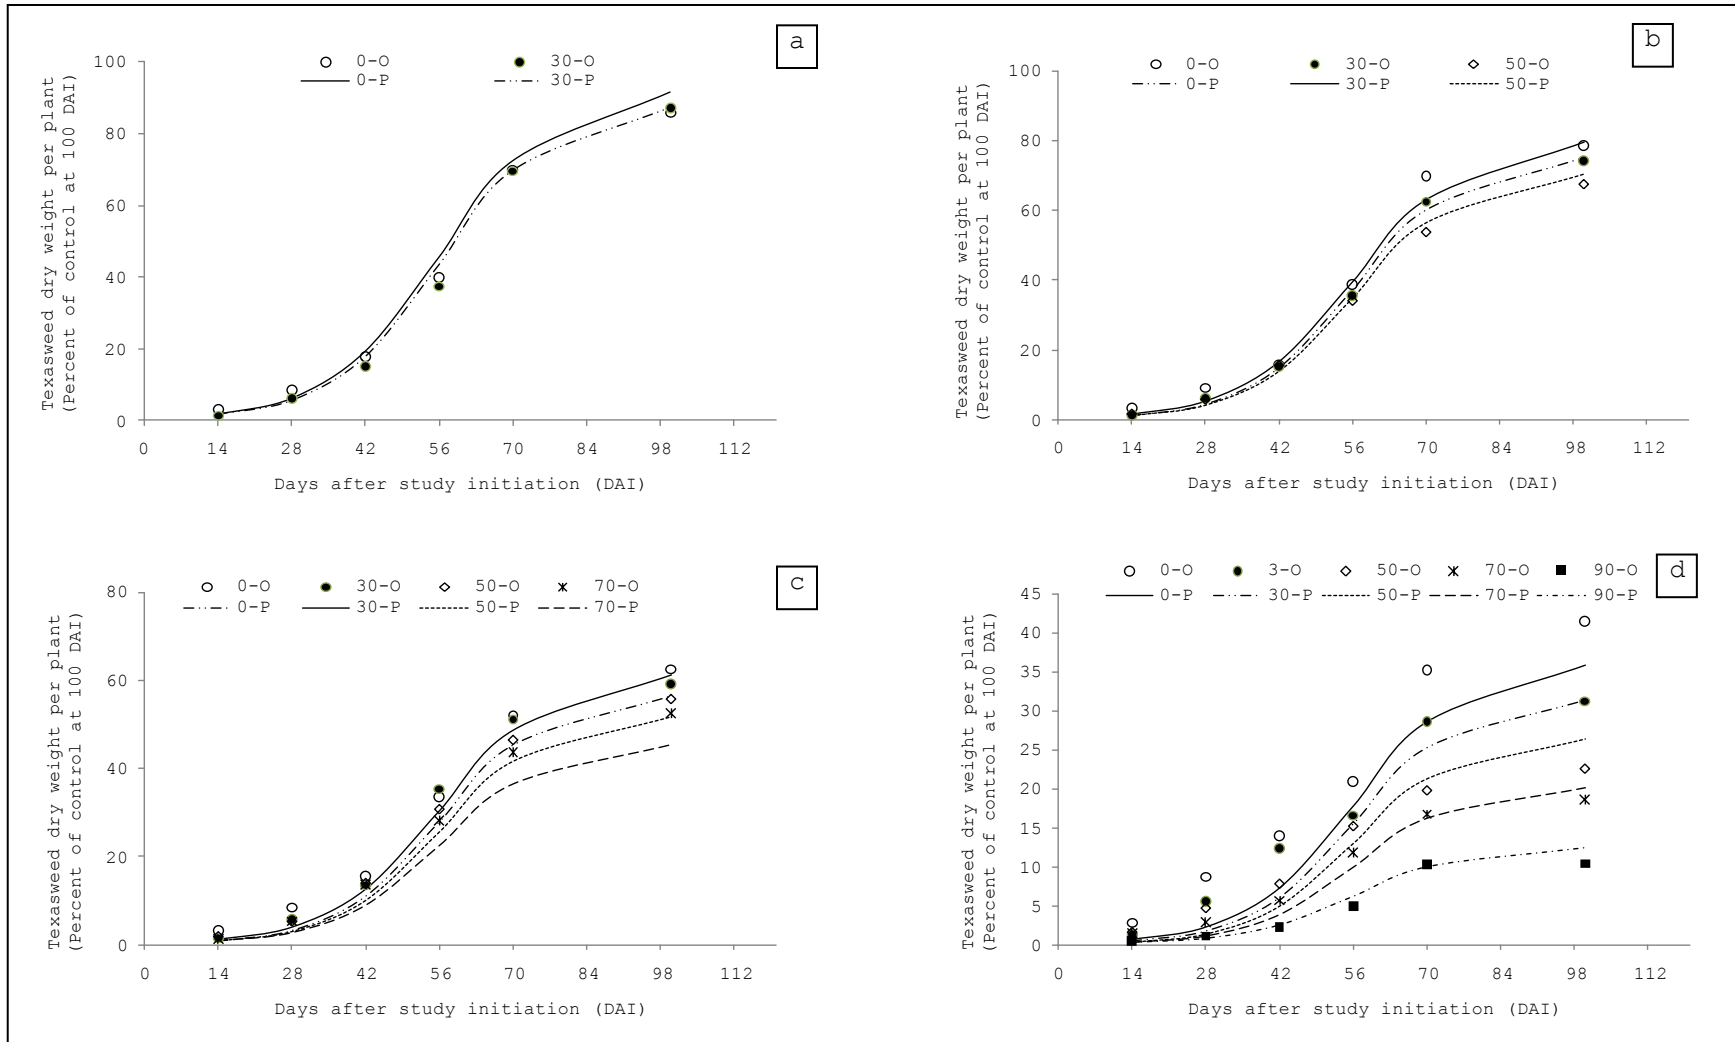 a
0-O 30-O
0-P 30-P
Texasweed dry weight per plant
(Percent of control at 100 DAI)
100
80
60
40
20
0
0 14 28 42 56 70 84 98 112
Days after study initiation (DAI)
b
0-O 30-O 50-O
0-P 30-P 50-P
Texasweed dry weight per plant
(Percent of control at 100 DAI)
100
80
60
40
20
0
0 14 28 42 56 70 84 98 112
Days after study initiation (DAI)
c
0-O 30-O 50-O 70-O
0-P 30-P 50-P 70-P
Texasweed dry weight per plant
(Percent of control at 100 DAI)
80
60
40
20
0
0 14 28 42 56 70 84 98 112
Days after study initiation (DAI)
d
0-O 3-O 50-O 70-O 90-O
0-P 30-P 50-P 70-P 90-P
Texasweed dry weight per plant
(Percent of control at 100 DAI)
45
40
35
30
25
20
15
10
5
0
0 14 28 42 56 70 84 98 112
Days after study initiation (DAI)